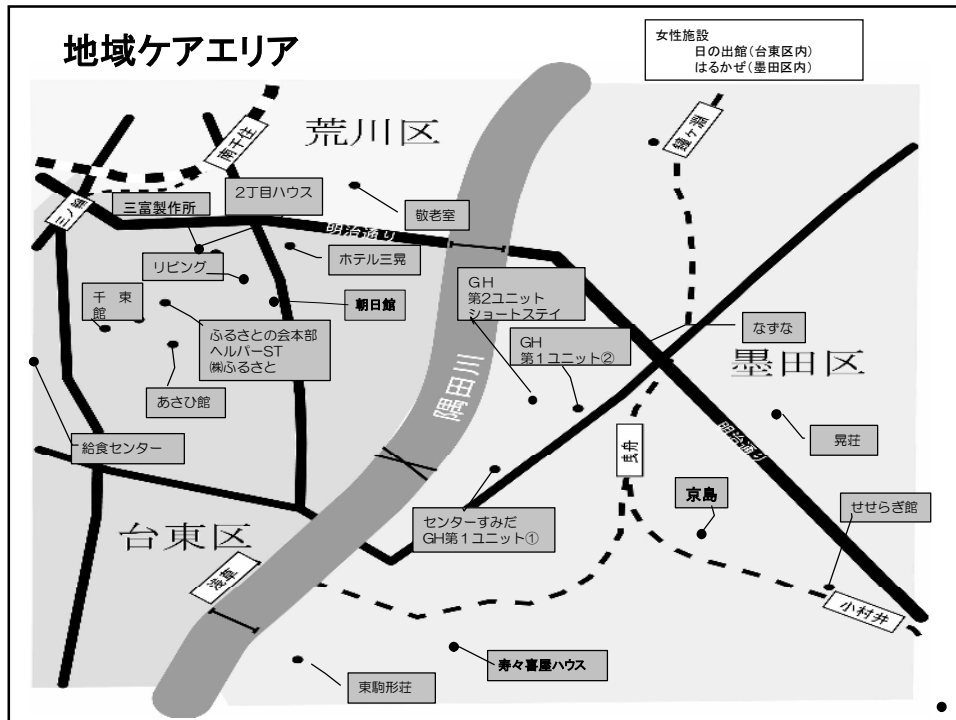 地域ケアエリア
女性施設
日の出館(台東区内)
はるかぜ(墨田区内)
荒川区
南千住
鐘ヶ淵
三ノ輪
三富製作所
2丁目ハウス
敬老室
明治通り
リビング
ホテル三晃
千 束
館
朝日館
GH
第2ユニット
ショートステイ
ふるさとの会本部
ヘルパーST
㈱ふるさと
GH
第1ユニット②
なずな
墨田区
隅田川
あさひ館
給食センター
明治通り
晃荘
曳舟
京島
せせらぎ館
センターすみだ
GH第1ユニット①
台東区
浅草
小村井
寿々喜屋ハウス
東駒形荘